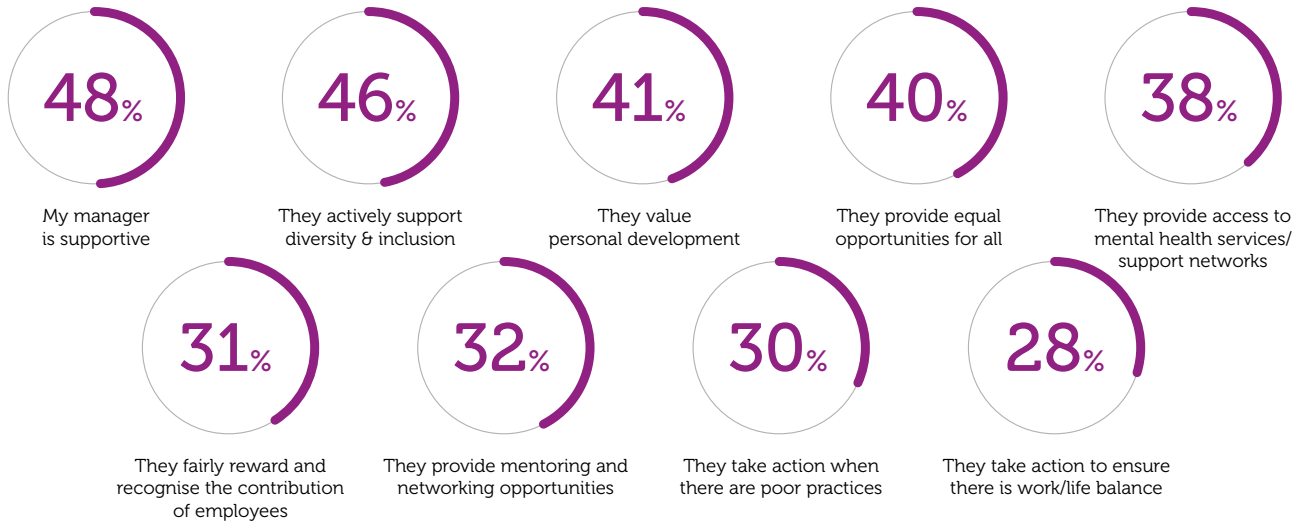 48%
46%
41%
40%
38%
My manager
is supportive
They actively support
diversity & inclusion
They value
personal development
They provide equal
opportunities for all
They provide access to
mental health services/
support networks
31%
32%
30%
28%
They fairly reward and
recognise the contribution
of employees
They provide mentoring and
networking opportunities
They take action when
there are poor practices
They take action to ensure
there is work/life balance